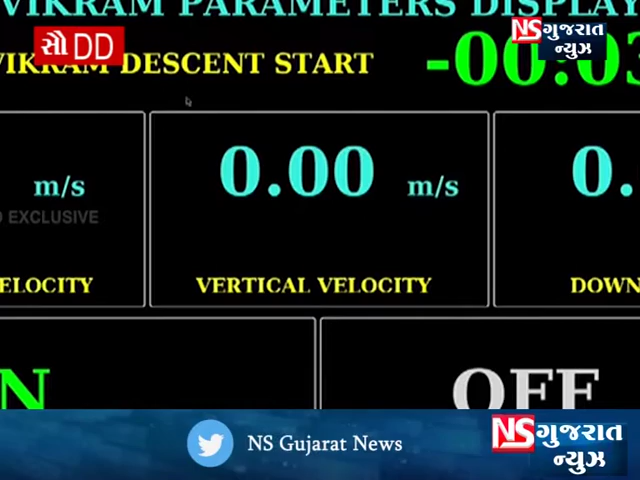 VIKRAM PARAMETERS DISPLAY
સૌ DD
NS ગુજરાત
ન્યુઝ
VIKRAM DESCENT START
-00:03
m/s
0.00 m/s
0.
EXCLUSIVE
ELOCITY
VERTICAL VELOCITY
DOWN
N
OFF
NS Gujarat News
NS ગુજરાત
ન્યુઝ